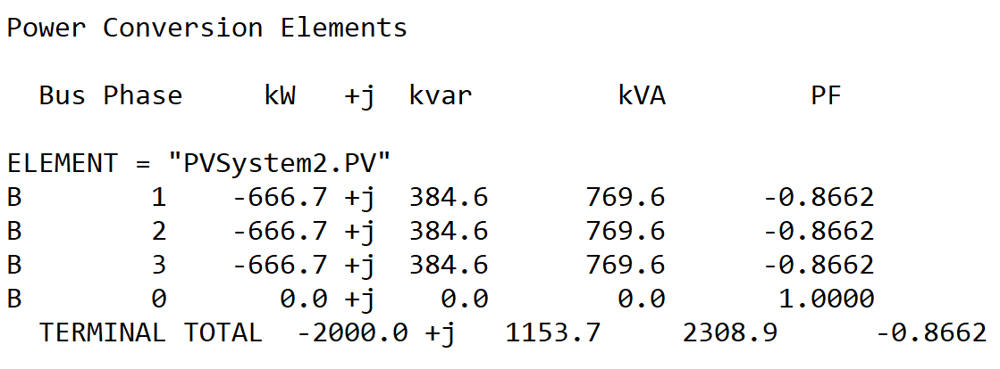 Power Conversion Elements
Bus Phase kW +j kvar kVA PF
ELEMENT = "PVSystem2.PV"
B 1 -666.7 +j 384.6 769.6 -0.8662
B 2 -666.7 +j 384.6 769.6 -0.8662
B 3 -666.7 +j 384.6 769.6 -0.8662
B 0 0.0 +j 0.0 0.0 1.0000
TERMINAL TOTAL -2000.0 +j 1153.7 2308.9 -0.8662